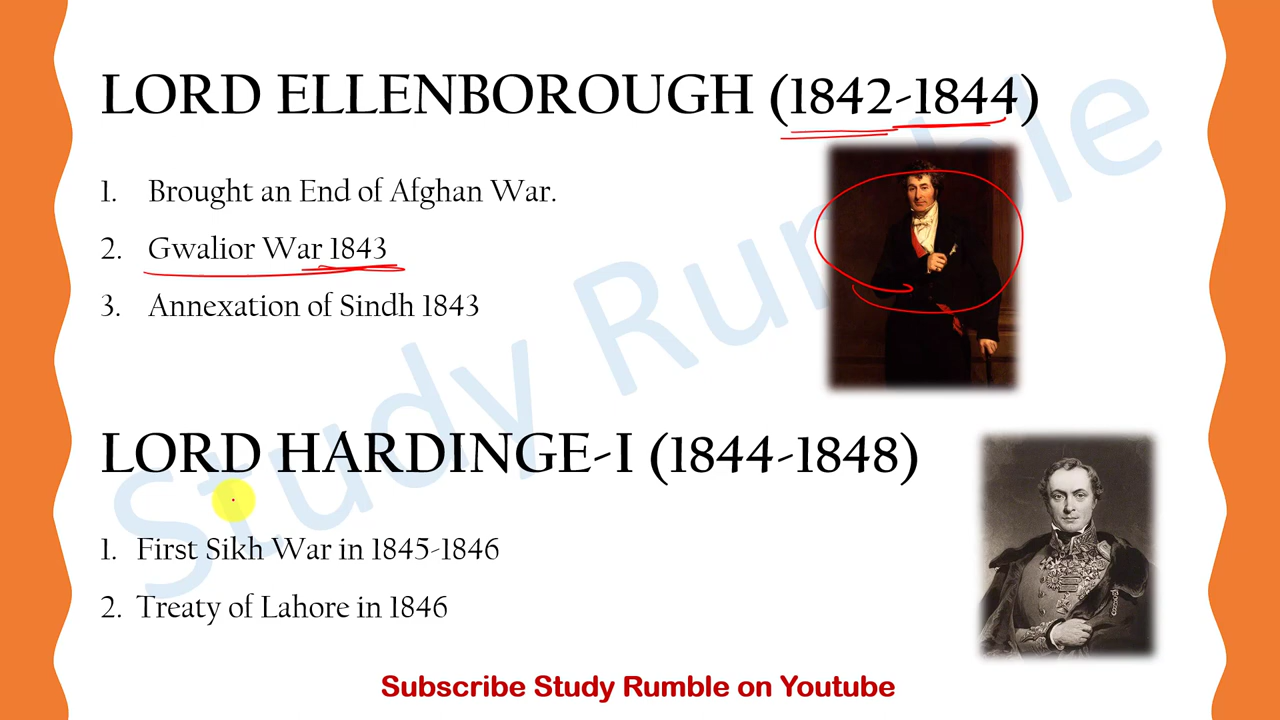 LORD ELLENBOROUGH (1842-1844)
1. Brought an End of Afghan War.
2. Gwalior War 1843
3. Annexation of Sindh 1843
Study Rumble
LORD HARDINGE-I (1844-1848)
1. First Sikh War in 1845-1846
2. Treaty of Lahore in 1846
Subscribe Study Rumble on Youtube